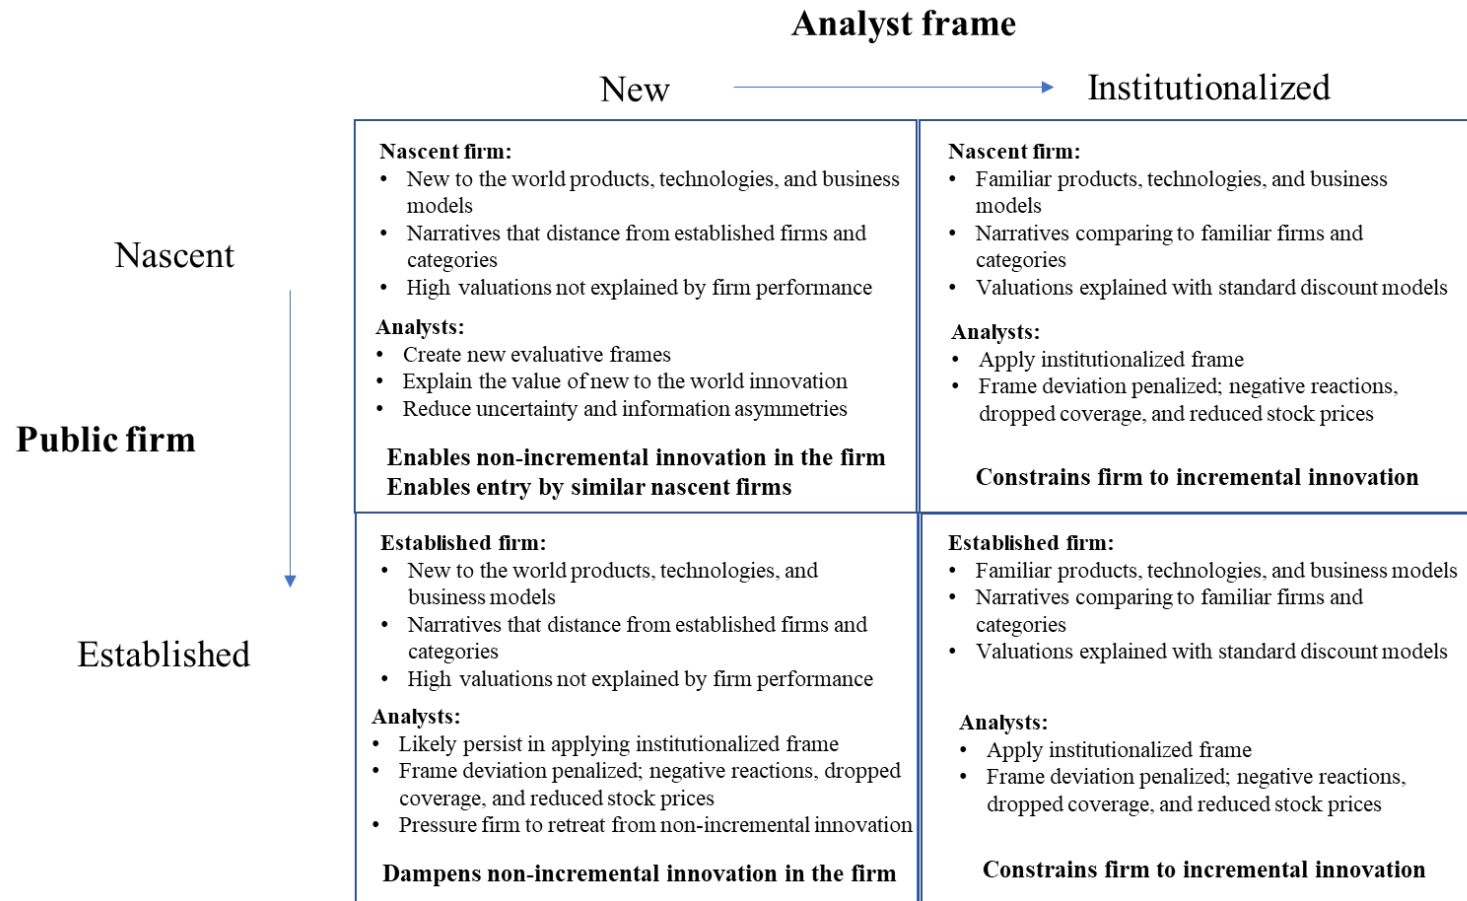 Analyst frame
New
Institutionalized
Nascent
Public firm
Established
Nascent firm:
• New to the world products, technologies, and business
models
• Narratives that distance from established firms and
categories
• High valuations not explained by firm performance
Analysts:
• Create new evaluative frames
• Explain the value of new to the world innovation
• Reduce uncertainty and information asymmetries
Enables non-incremental innovation in the firm
Enables entry by similar nascent firms
Nascent firm:
• Familiar products, technologies, and business
models
• Narratives comparing to familiar firms and
categories
• Valuations explained with standard discount models
Analysts:
• Apply institutionalized frame
• Frame deviation penalized; negative reactions,
dropped coverage, and reduced stock prices
Constrains firm to incremental innovation
Established firm:
• New to the world products, technologies, and
business models
• Narratives that distance from established firms and
categories
• High valuations not explained by firm performance
Analysts:
• Likely persist in applying institutionalized frame
• Frame deviation penalized; negative reactions, dropped
coverage, and reduced stock prices
• Pressure firm to retreat from non-incremental innovation
Dampens non-incremental innovation in the firm
Established firm:
• Familiar products, technologies, and business models
• Narratives comparing to familiar firms and
categories
• Valuations explained with standard discount models
Analysts:
• Apply institutionalized frame
• Frame deviation penalized; negative reactions,
dropped coverage, and reduced stock prices
Constrains firm to incremental innovation